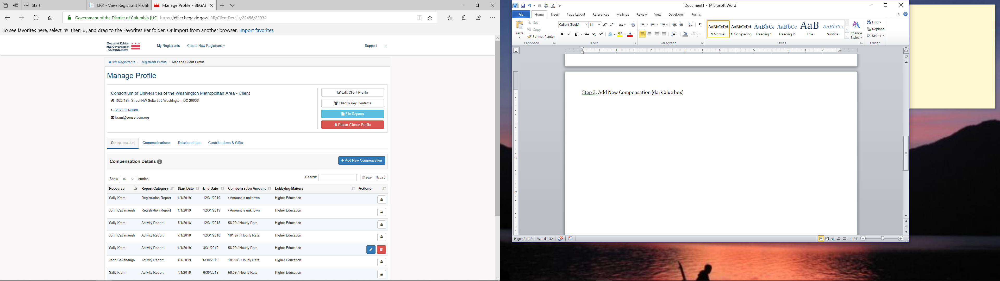 Start
LRR - View Registrant Profil
Manage Profile - BEGAE
Government of the District of Columbia [US] https://efiler.bega.dc.gov/LRR/ClientDetails/22456/23934
To see favorites here, select then , and drag to the Favorites Bar folder. Or import from another browser. Import favorites
Board of Ethics
and Government
Accountability
My Registrants
Create New Registrant
Support
My Registrants / Registrant Profile / Manage Client Profile
Manage Profile
Consortium of Universities of the Washington Metropolitan Area - Client
1020 19th Street NW Suite 500 Washington, DC 20036
(202) 331-8080
kram@consortium.org
Edit Client Profile
Client's Key Contacts
File Reports
Delete Client's Profile
Compensation Communications Relationships Contributions & Gifts
Compensation Details ?
+ Add New Compensation
Show 10 entries
Search:
PDF CSV
Resource Report Category Start Date End Date Compensation Amount Lobbying Matters Actions
Sally Kram Registration Report 1/1/2019 12/31/2019 / Amount is unknown Higher Education
John Cavanaugh Registration Report 1/1/2019 12/31/2019 / Amount is unknown Higher Education
Sally Kram Activity Report 7/1/2018 12/31/2018 58.09 / Hourly Rate Higher Education
John Cavanaugh Activity Report 7/1/2018 12/31/2018 181.97 / Hourly Rate Higher Education
Sally Kram Activity Report 1/1/2019 3/31/2019 58.09 / Hourly Rate Higher Education
John Cavanaugh Activity Report 4/1/2019 6/30/2019 181.97 / Hourly Rate Higher Education
Sally Kram Activity Report 4/1/2019 6/30/2019 58.09 / Hourly Rate Higher Education
Document1 - Microsoft Word
File Home Insert Page Layout References Mailings Review View Developer Forms
Paste
Cut
Copy
Format Painter
Clipboard
Calibri (Body) 11
B I U abc x₂ x²
Font
Paragraph
AaBbCcDd AaBbCcDd AaBbCc AaBbCc AaB AaBbCcI
¶ Normal ¶ No Spacing Heading 1 Heading 2 Title Subtitle
Change
Styles
Styles
Find
Replace
Select
Editing
1 2 3 4 5 6 7
Step 3. Add New Compensation (dark blue box)
1
2
3
4
Page: 2 of 2 Words: 32
110%